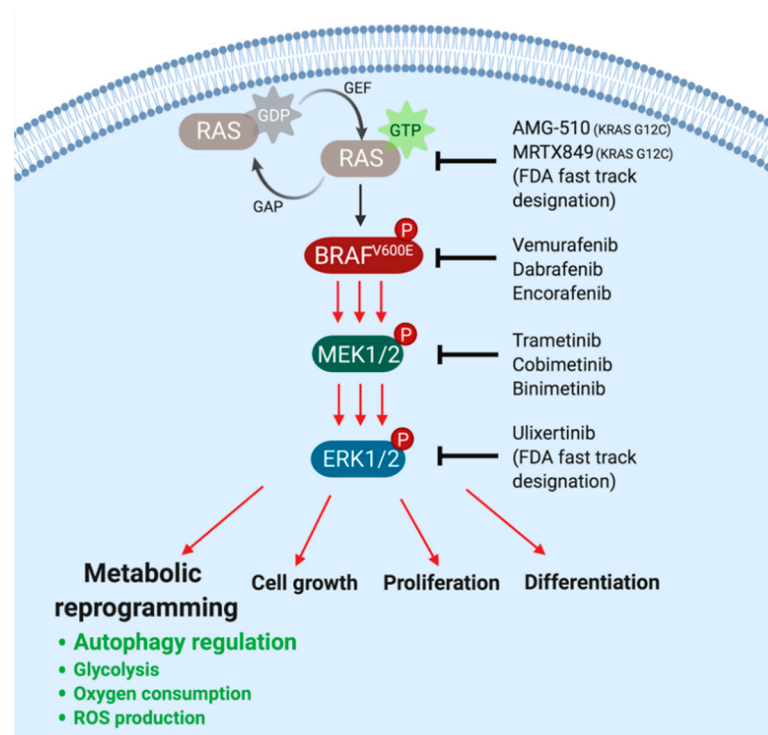 GEF
RAS
GDP
GTP
RAS
GAP
AMG-510 (KRAS G12C)
MRTX849 (KRAS G12C)
(FDA fast track
designation)
P
BRAFV600E
Vemurafenib
Dabrafenib
Encorafenib
P
MEK1/2
Trametinib
Cobimetinib
Binimetinib
P
ERK1/2
Ulixertinib
(FDA fast track
designation)
Metabolic
reprogramming
Cell growth
Proliferation
Differentiation
• Autophagy regulation
• Glycolysis
• Oxygen consumption
• ROS production